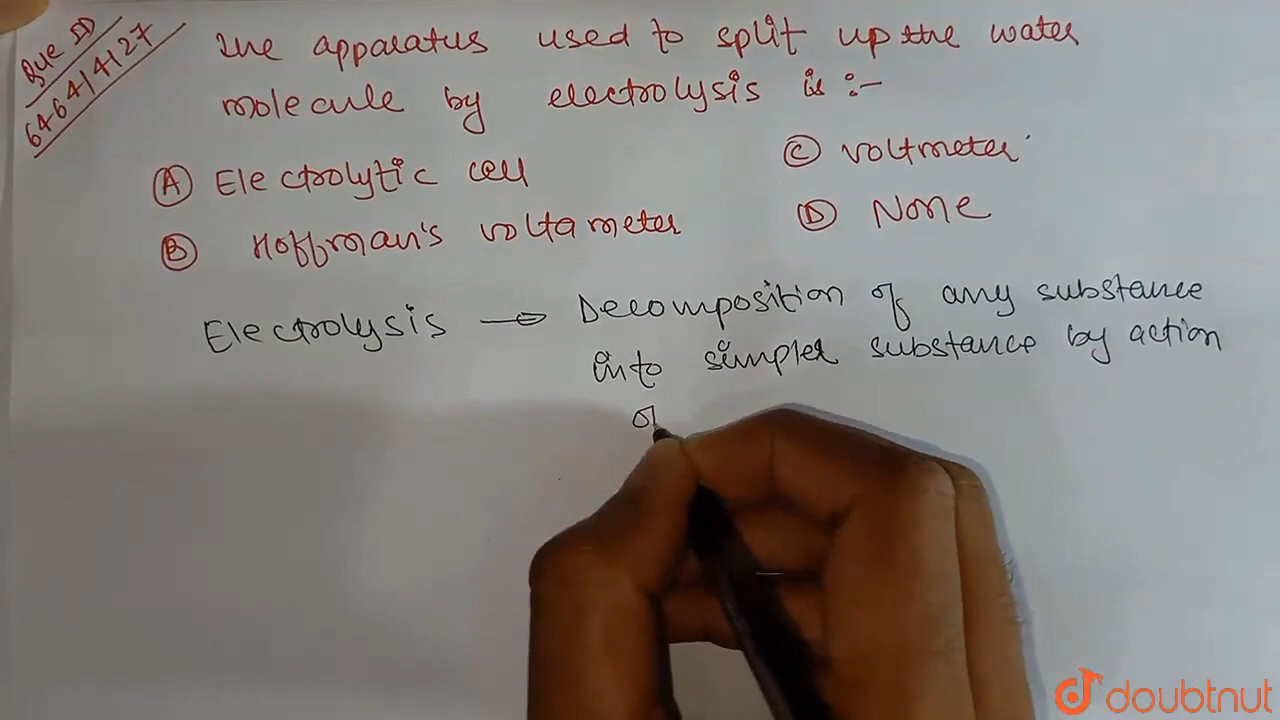 Que ID
646414127
The apparatus used to split up the water
molecule by electrolysis is :-
(A) Electrolytic cell
(C) voltmeter
(B) Hoffman's voltameter
(D) None
Electrolysis → Decomposition of any substance
into simpler substance by action
of
doubtnut